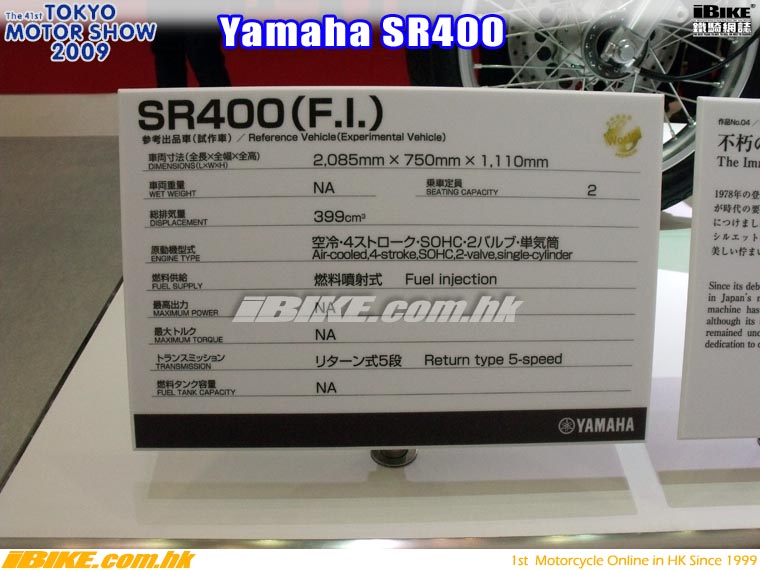 The 41st TOKYO
MOTOR SHOW
2009
Yamaha SR400
iBIKE
鐵騎網誌
SR400(F.I.)
参考出品車(試作車) / Reference Vehicle(Experimental Vehicle)
World
車両寸法(全長×全幅×全高)
DIMENSIONS(L×W×H)
2,085mm × 750mm × 1,110mm
車両重量
WET WEIGHT
NA
乗車定員
SEATING CAPACITY
2
総排気量
DISPLACEMENT
399cm³
原動機型式
ENGINE TYPE
空冷・4ストローク・SOHC・2バルブ・単気筒
Air-cooled,4-stroke,SOHC,2-valve,single-cylinder
燃料供給
FUEL SUPPLY
燃料噴射式 Fuel injection
最高出力
MAXIMUM POWER
NA
iBIKE.com.hk
最大トルク
MAXIMUM TORQUE
NA
トランスミッション
TRANSMISSION
リターン式5段 Return type 5-speed
燃料タンク容量
FUEL TANK CAPACITY
NA
YAMAHA
作品No.04 /
不朽の
The Imm
1978年の登
が時代の要
につけまし
シルエット
美しい佇まい
Since its deb
in Japan's m
machine has
although its
remained unc
dedication to
iBIKE.com.hk
1st Motorcycle Online in HK Since 1999